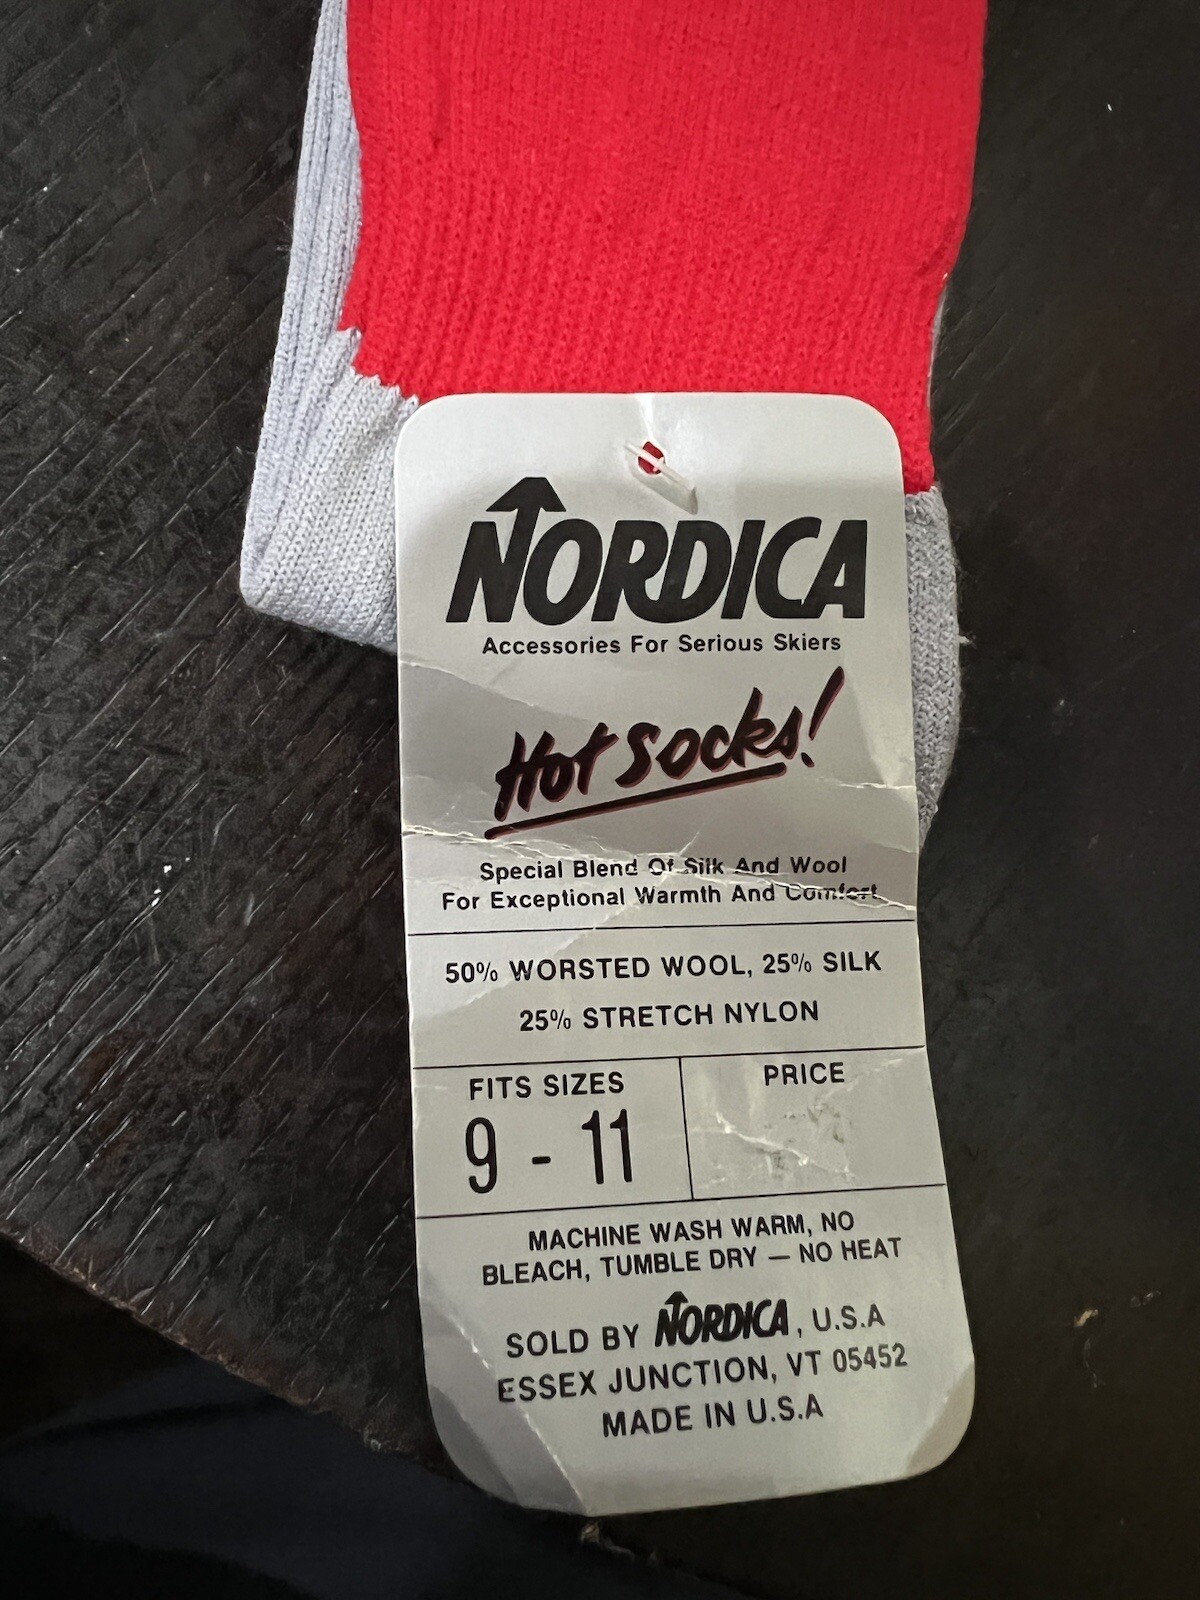 NORDICA
Accessories For Serious Skiers
Hot Socks!
Special Blend Of Silk And Wool
For Exceptional Warmth And Comfort
50% WORSTED WOOL, 25% SILK
25% STRETCH NYLON
FITS SIZES
9 - 11
PRICE
MACHINE WASH WARM, NO
BLEACH, TUMBLE DRY — NO HEAT
SOLD BY NORDICA, U.S.A
ESSEX JUNCTION, VT 05452
MADE IN U.S.A